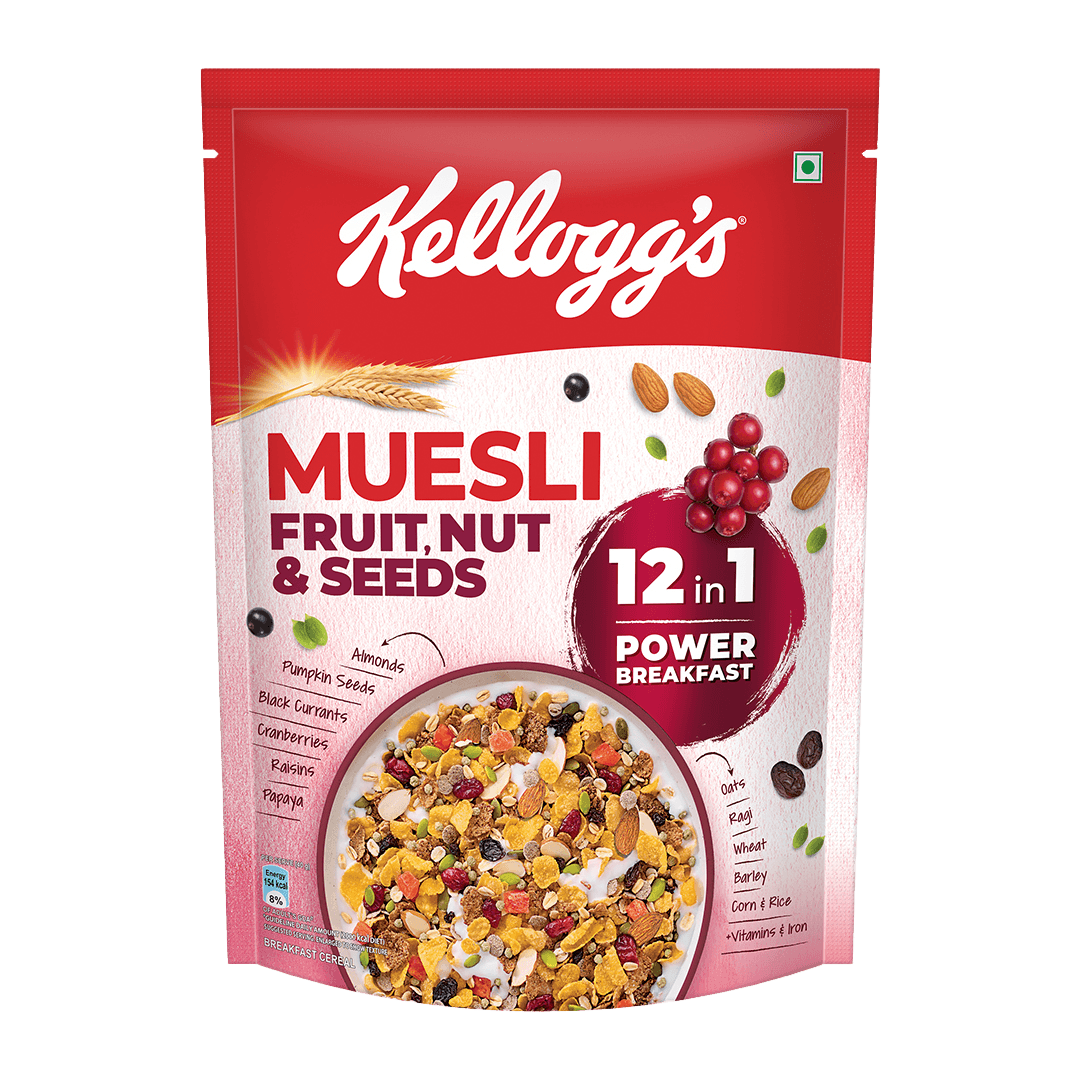 Kellogg's®
MUESLI
FRUIT, NUT
& SEEDS
12 in 1
POWER
BREAKFAST
Almonds
Pumpkin Seeds
Black Currants
Cranberries
Raisins
Papaya
Oats
Ragi
Wheat
Barley
Corn & Rice
+Vitamins & Iron
Energy
154 kcal
8%
BREAKFAST CEREAL